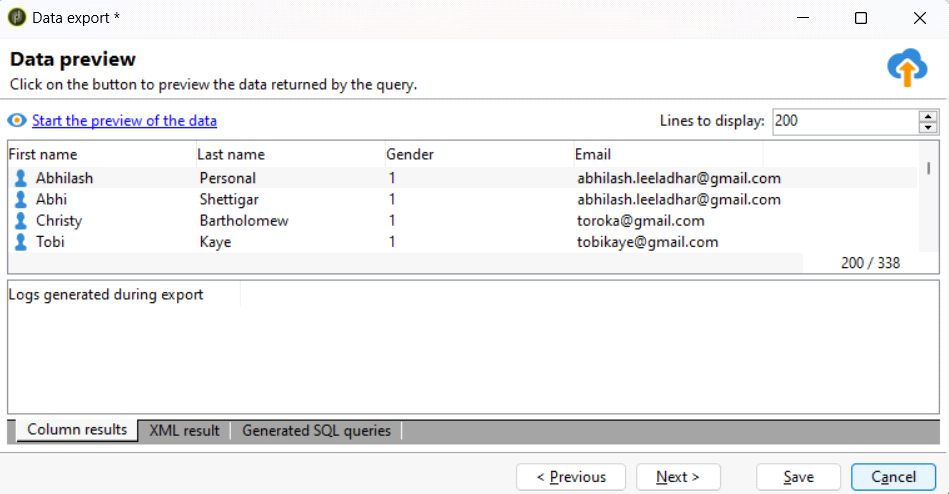 Data export *
Data preview
Click on the button to preview the data returned by the query.
Start the preview of the data Lines to display: 200
First name Last name Gender Email
Abhilash Personal 1 abhilash.leeladhar@gmail.com
Abhi Shettigar 1 abhilash.leeladhar@gmail.com
Christy Bartholomew 1 toroka@gmail.com
Tobi Kaye 1 tobikaye@gmail.com
200 / 338
Logs generated during export
Column results XML result Generated SQL queries
< Previous Next > Save Cancel